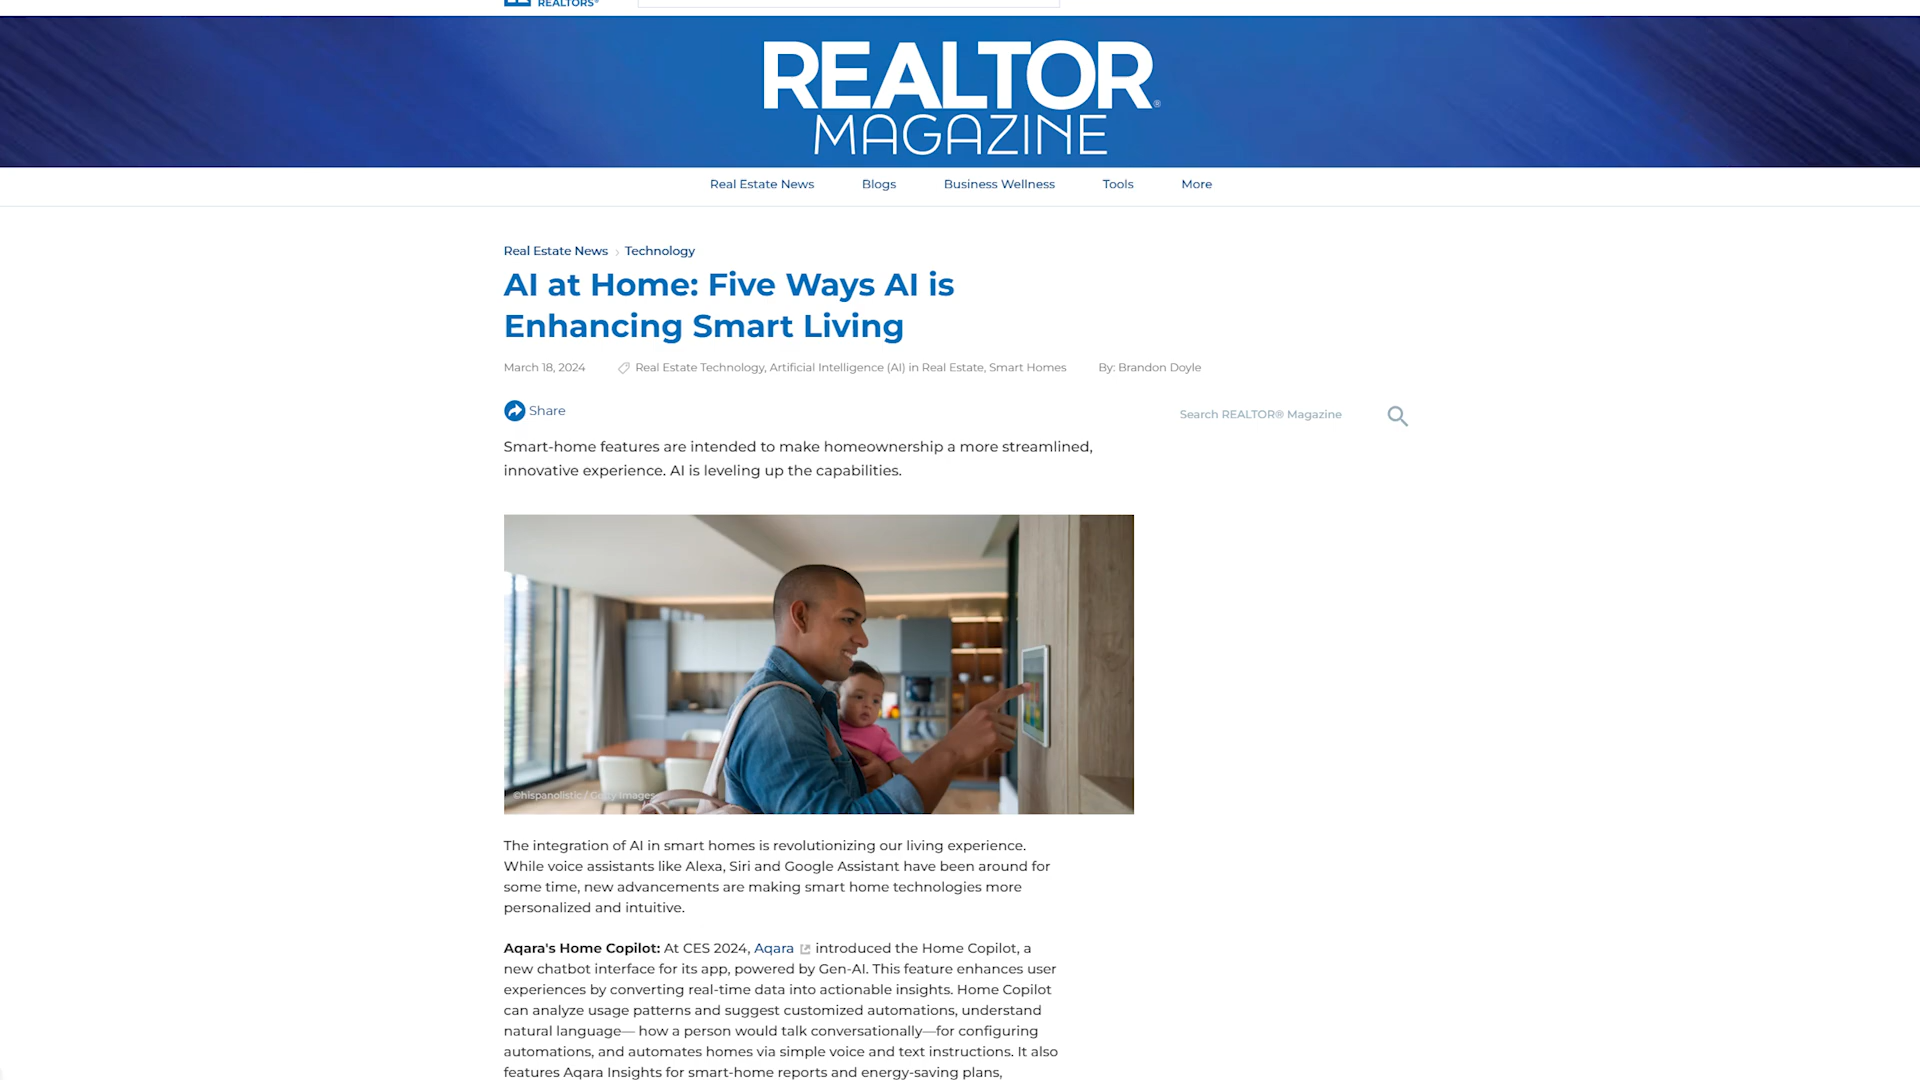 REALTORS®
REALTOR®
MAGAZINE
Real Estate News Blogs Business Wellness Tools More
Real Estate News › Technology
AI at Home: Five Ways AI is
Enhancing Smart Living
March 18, 2024 Real Estate Technology, Artificial Intelligence (AI) in Real Estate, Smart Homes By: Brandon Doyle
Share
Search REALTOR® Magazine
Smart-home features are intended to make homeownership a more streamlined,
innovative experience. AI is leveling up the capabilities.
©hispanolistic / Getty Images
The integration of AI in smart homes is revolutionizing our living experience.
While voice assistants like Alexa, Siri and Google Assistant have been around for
some time, new advancements are making smart home technologies more
personalized and intuitive.
Aqara's Home Copilot: At CES 2024, Aqara introduced the Home Copilot, a
new chatbot interface for its app, powered by Gen-AI. This feature enhances user
experiences by converting real-time data into actionable insights. Home Copilot
can analyze usage patterns and suggest customized automations, understand
natural language— how a person would talk conversationally—for configuring
automations, and automates homes via simple voice and text instructions. It also
features Aqara Insights for smart-home reports and energy-saving plans,